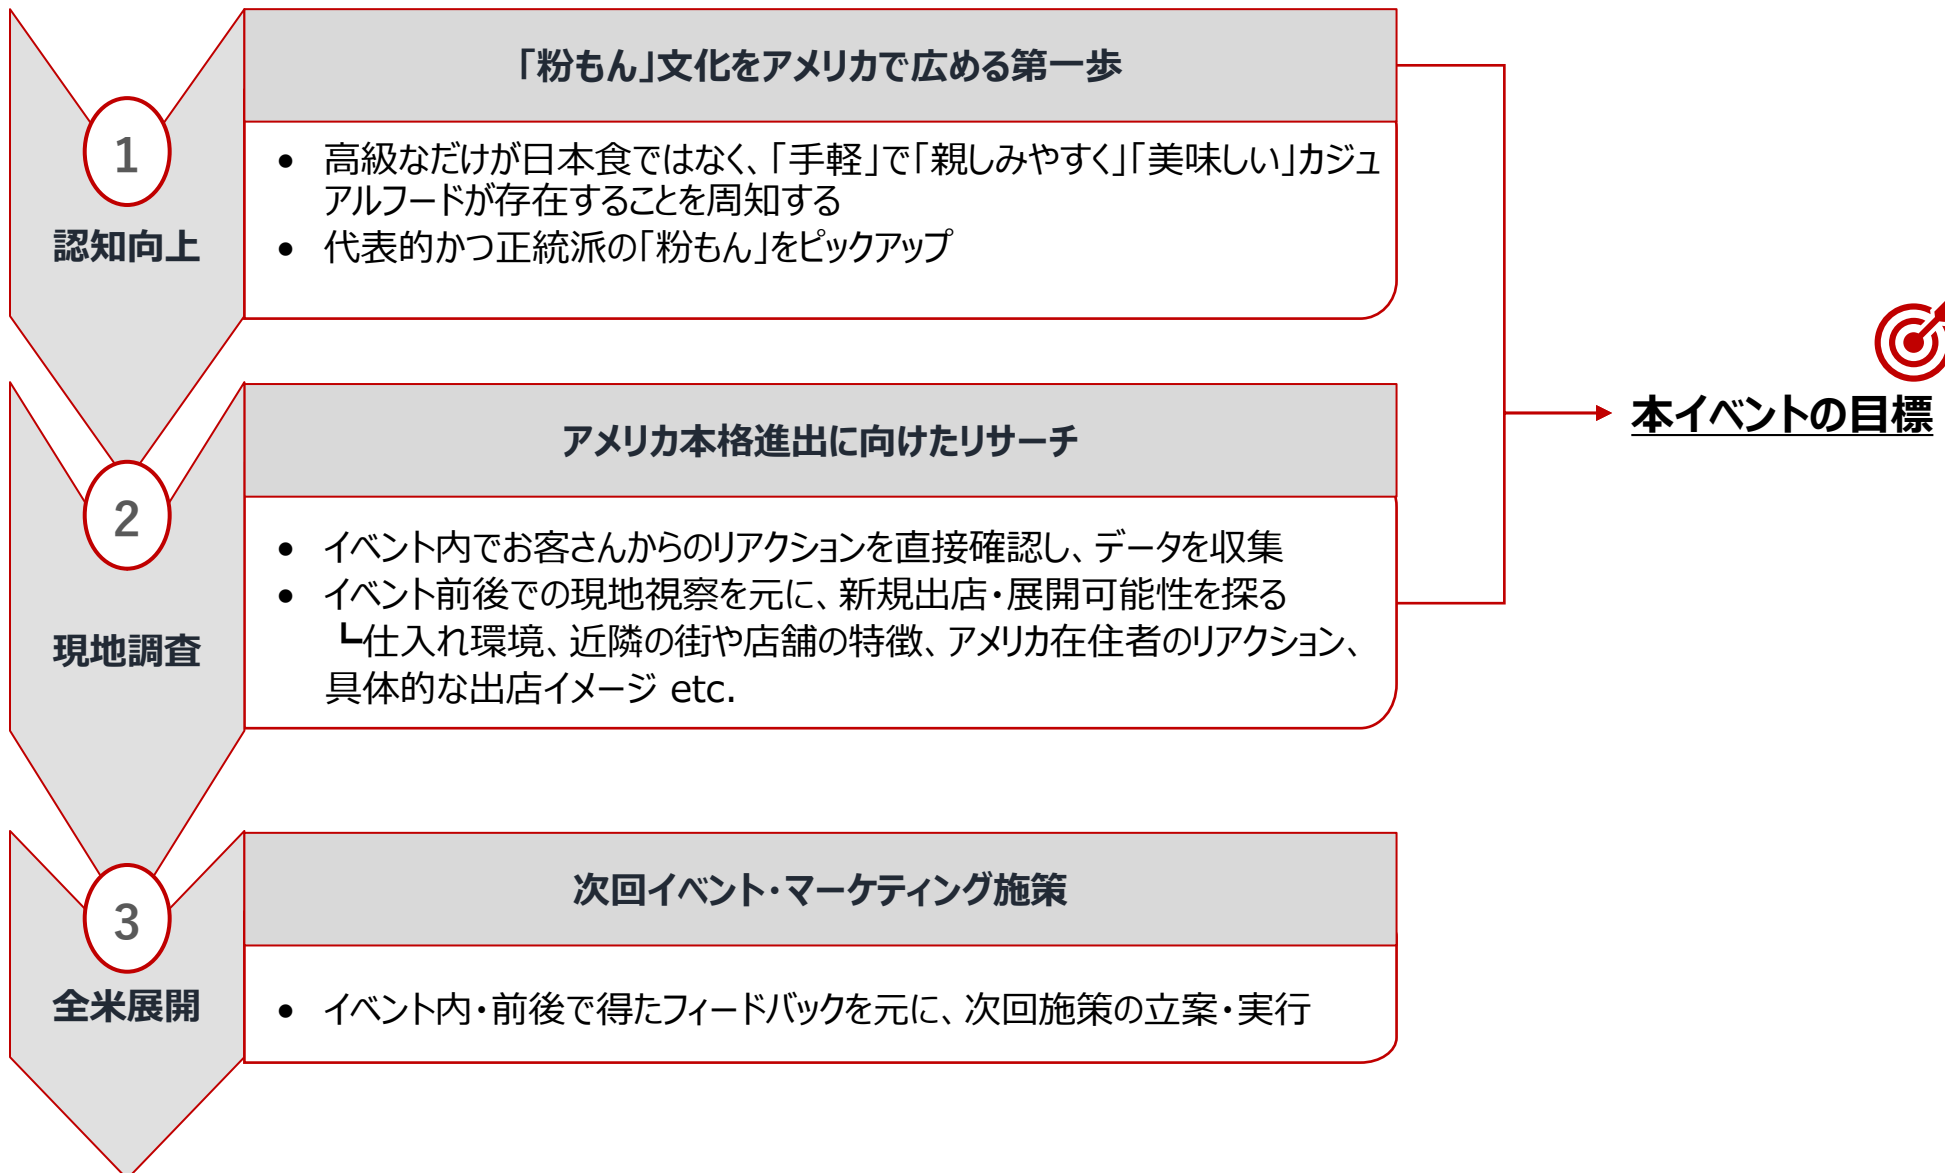 「粉もん」文化をアメリカで広める第一歩
1
認知向上
• 高級なだけが日本食ではなく、「手軽」で「親しみやすく」「美味しい」カジュ
アルフードが存在することを周知する
• 代表的かつ正統派の「粉もん」をピックアップ
本イベントの目標
アメリカ本格進出に向けたリサーチ
2
現地調査
• イベント内でお客さんからのリアクションを直接確認し、データを収集
• イベント前後での現地視察を元に、新規出店・展開可能性を探る
┗仕入れ環境、近隣の街や店舗の特徴、アメリカ在住者のリアクション、
具体的な出店イメージ etc.
次回イベント・マーケティング施策
3
全米展開
• イベント内・前後で得たフィードバックを元に、次回施策の立案・実行